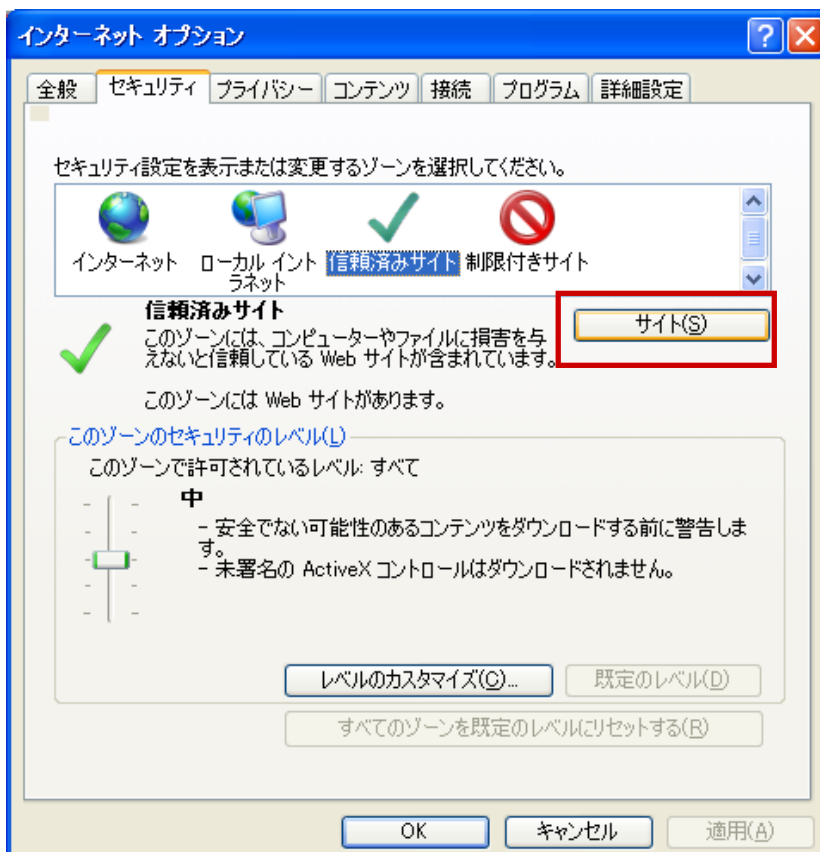 インターネット オプション
全般 セキュリティ プライバシー コンテンツ 接続 プログラム 詳細設定
セキュリティ設定を表示または変更するゾーンを選択してください。
インターネット
ローカル イント
ラネット
信頼済みサイト
制限付きサイト
信頼済みサイト
サイト(S)
このゾーンには、コンピューターやファイルに損害を与
えないと信頼している Web サイトが含まれています。
このゾーンには Web サイトがあります。
このゾーンのセキュリティのレベル(L)
このゾーンで許可されているレベル: すべて
中
- 安全でない可能性のあるコンテンツをダウンロードする前に警告しま
す。
- 未署名の ActiveX コントロールはダウンロードされません。
レベルのカスタマイズ(C)... 既定のレベル(D)
すべてのゾーンを既定のレベルにリセットする(R)
OK キャンセル 適用(A)